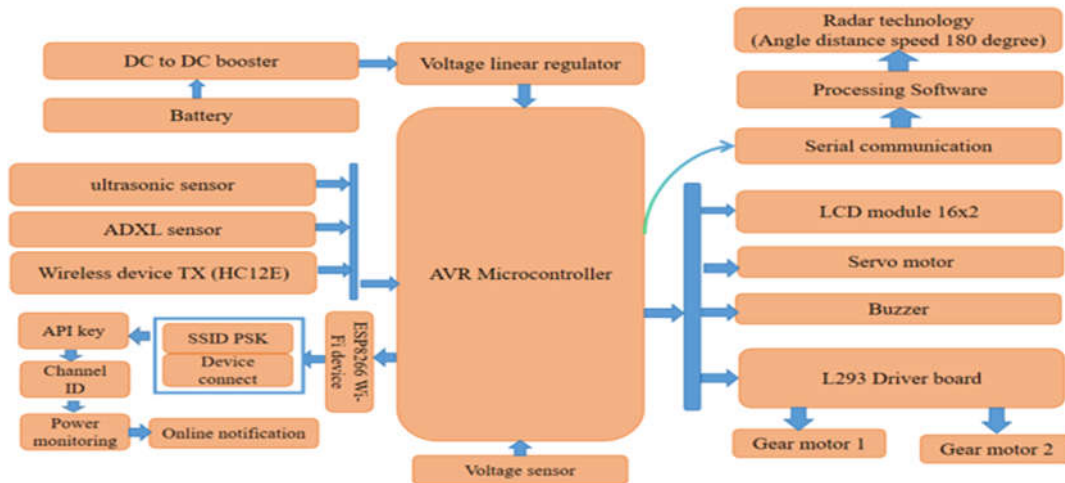 Radar technology
(Angle distance speed 180 degree)
DC to DC booster
Voltage linear regulator
Processing Software
Battery
Serial communication
ultrasonic sensor
ADXL sensor
Wireless device TX (HC12E)
AVR Microcontroller
LCD module 16x2
Servo motor
Buzzer
L293 Driver board
Gear motor 1
Gear motor 2
ESP8266 Wi-
Fi device
SSID PSK
Device
connect
API key
Channel
ID
Power
monitoring
Online notification
Voltage sensor